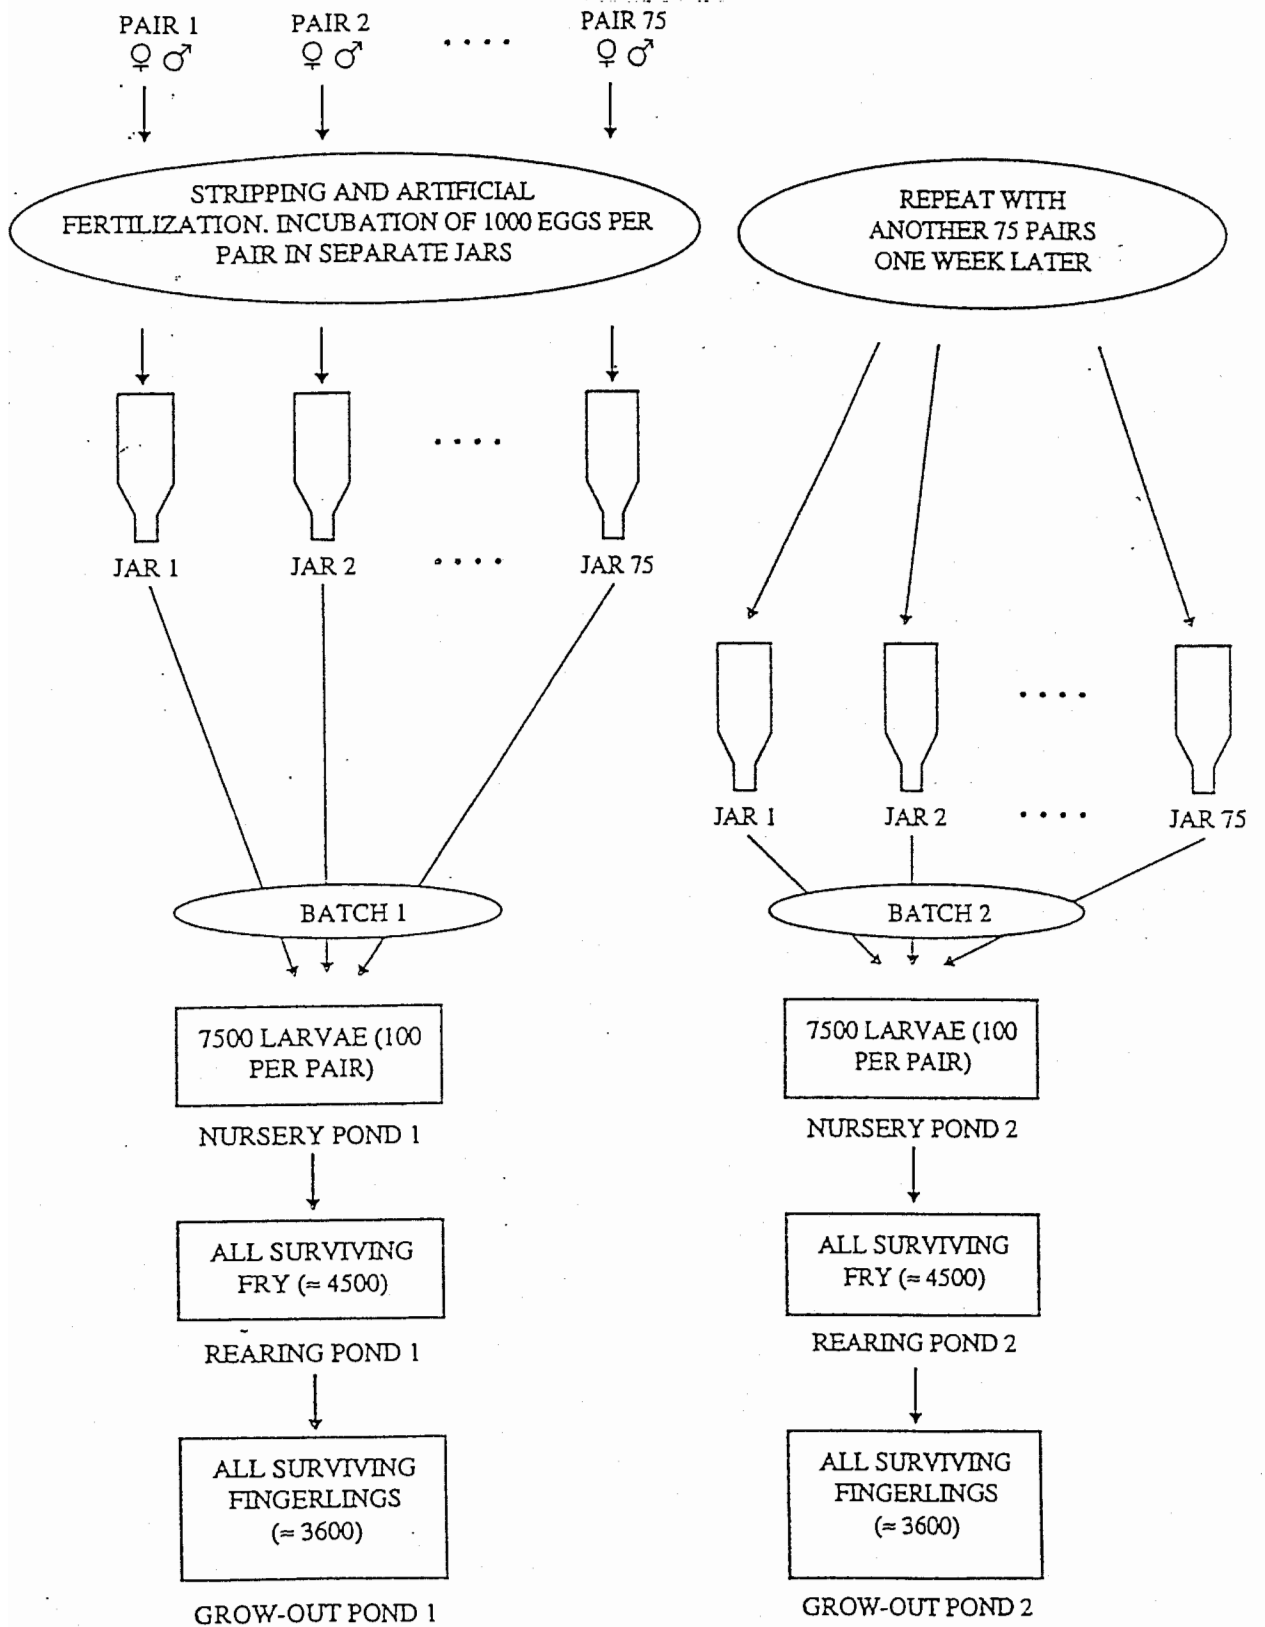 PAIR 1
♀ ♂
PAIR 2
♀ ♂
. . . .
PAIR 75
♀ ♂
STRIPPING AND ARTIFICIAL
FERTILIZATION. INCUBATION OF 1000 EGGS PER
PAIR IN SEPARATE JARS
REPEAT WITH
ANOTHER 75 PAIRS
ONE WEEK LATER
. . . .
JAR 1
JAR 2
. . . .
JAR 75
. . . .
JAR 1
JAR 2
. . . .
JAR 75
BATCH 1
BATCH 2
7500 LARVAE (100
PER PAIR)
NURSERY POND 1
7500 LARVAE (100
PER PAIR)
NURSERY POND 2
ALL SURVIVING
FRY (≈ 4500)
REARING POND 1
ALL SURVIVING
FRY (≈ 4500)
REARING POND 2
ALL SURVIVING
FINGERLINGS
(≈ 3600)
GROW-OUT POND 1
ALL SURVIVING
FINGERLINGS
(≈ 3600)
GROW-OUT POND 2